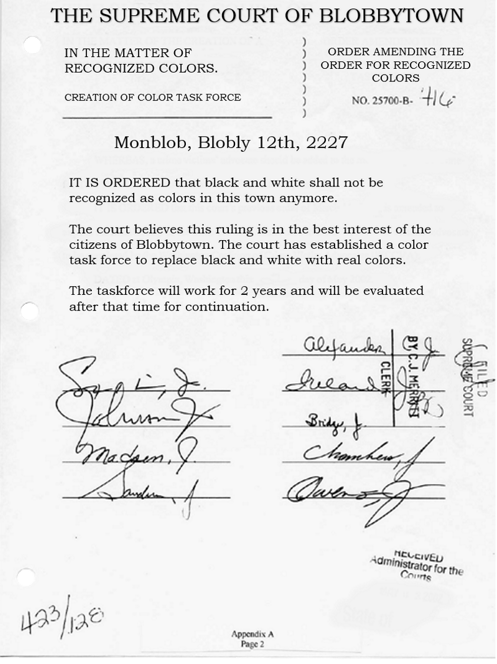 THE SUPREME COURT OF BLOBBYTOWN
IN THE MATTER OF
RECOGNIZED COLORS.
CREATION OF COLOR TASK FORCE
ORDER AMENDING THE
ORDER FOR RECOGNIZED
COLORS
NO. 25700-B- 416
Monblob, Blobly 12th, 2227
IT IS ORDERED that black and white shall not be
recognized as colors in this town anymore.
The court believes this ruling is in the best interest of the
citizens of Blobbytown. The court has established a color
task force to replace black and white with real colors.
The taskforce will work for 2 years and will be evaluated
after that time for continuation.
Johnson, J.
Madsen, J.
Sanders, J
Alexander, J
Ireland, J
Bridge, J.
Chambers, J
Owens, J
BY C.J. MERRITT
CLERK
FILED
SUPREME COURT
RECEIVED
Administrator for the
Courts
423/128
Appendix A
Page 2